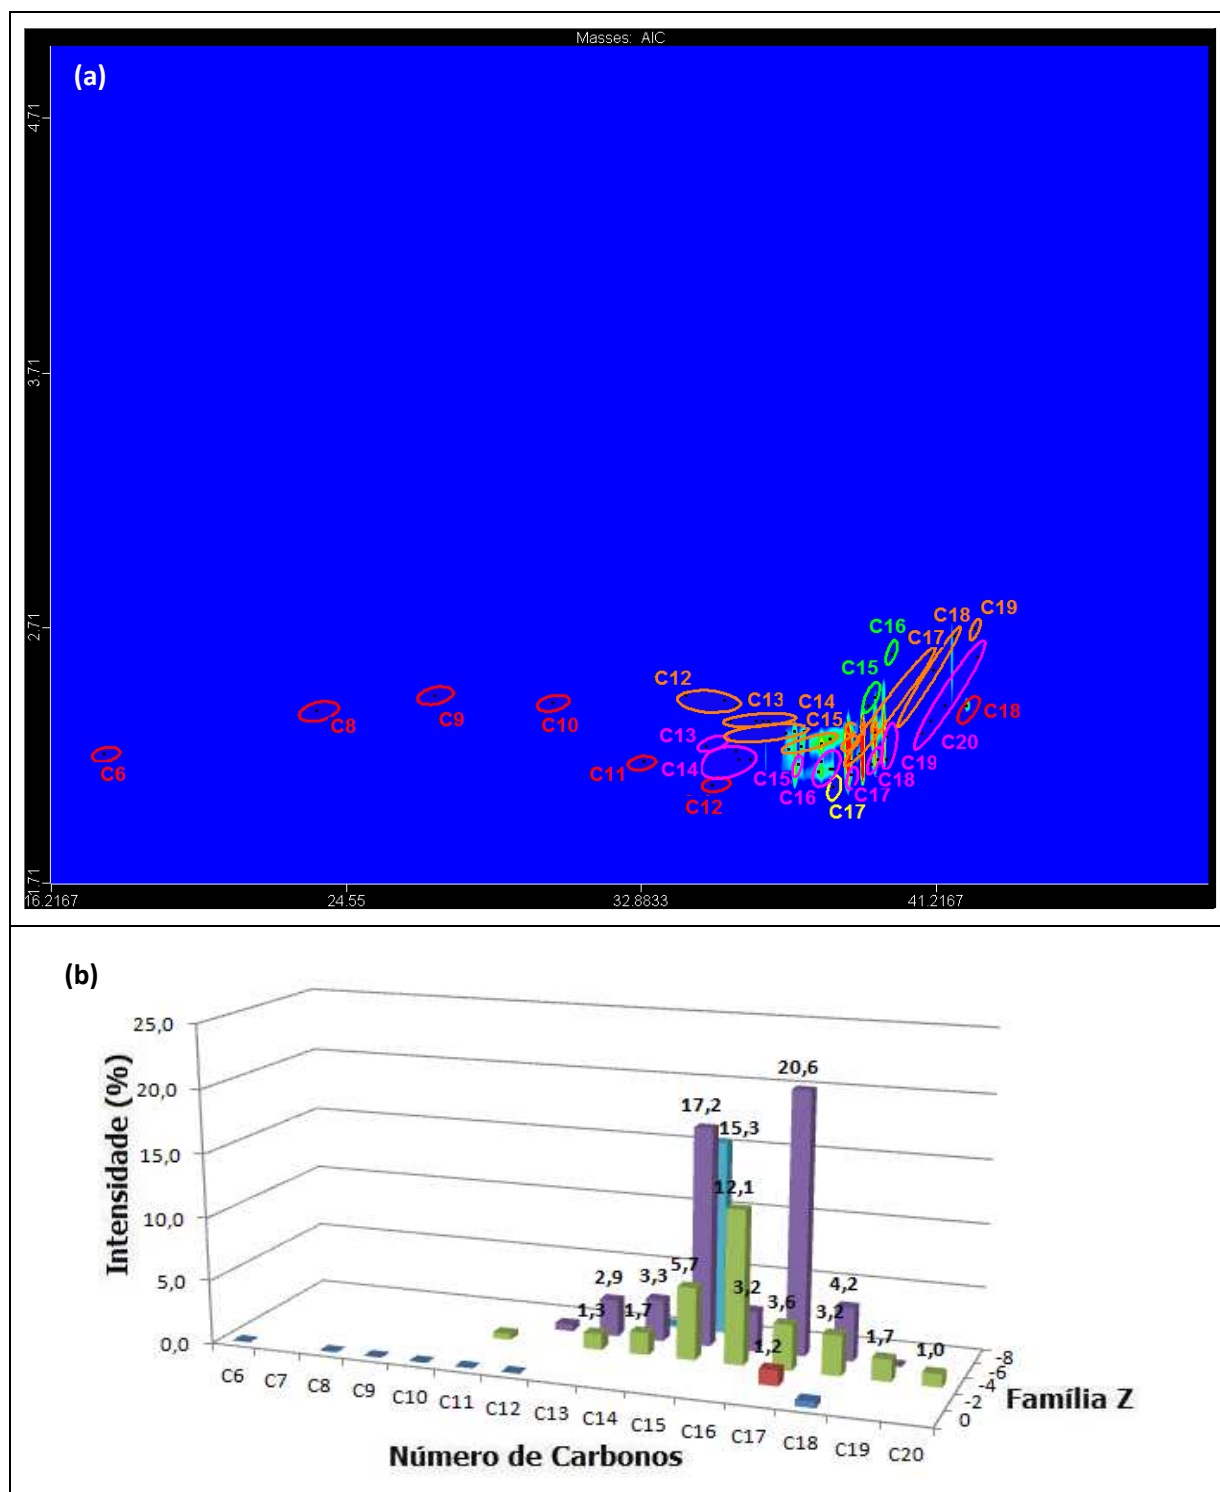 Masses: AIC
(a)
4.71
3.71
2.71
1.71
C19
C18
C17
C16
C15
C12
C13
C14
C15
C9
C10
C8
C18
C13
C20
C6
C11
C14
C15
C19
C18
C16
C17
C12
C17
16.2167
24.55
32.8833
41.2167
(b)
Intensidade (%)
25,0
20,0
15,0
10,0
5,0
0,0
20,6
17,2
15,3
12,1
5,7
2,9
3,3
3,2
3,6
4,2
1,3
1,7
3,2
1,7
1,0
1,2
-8
-6
-4
-2
0
Família Z
C6
C7
C8
C9
C10
C11
C12
C13
C14
C15
C16
C17
C18
C19
C20
Número de Carbonos